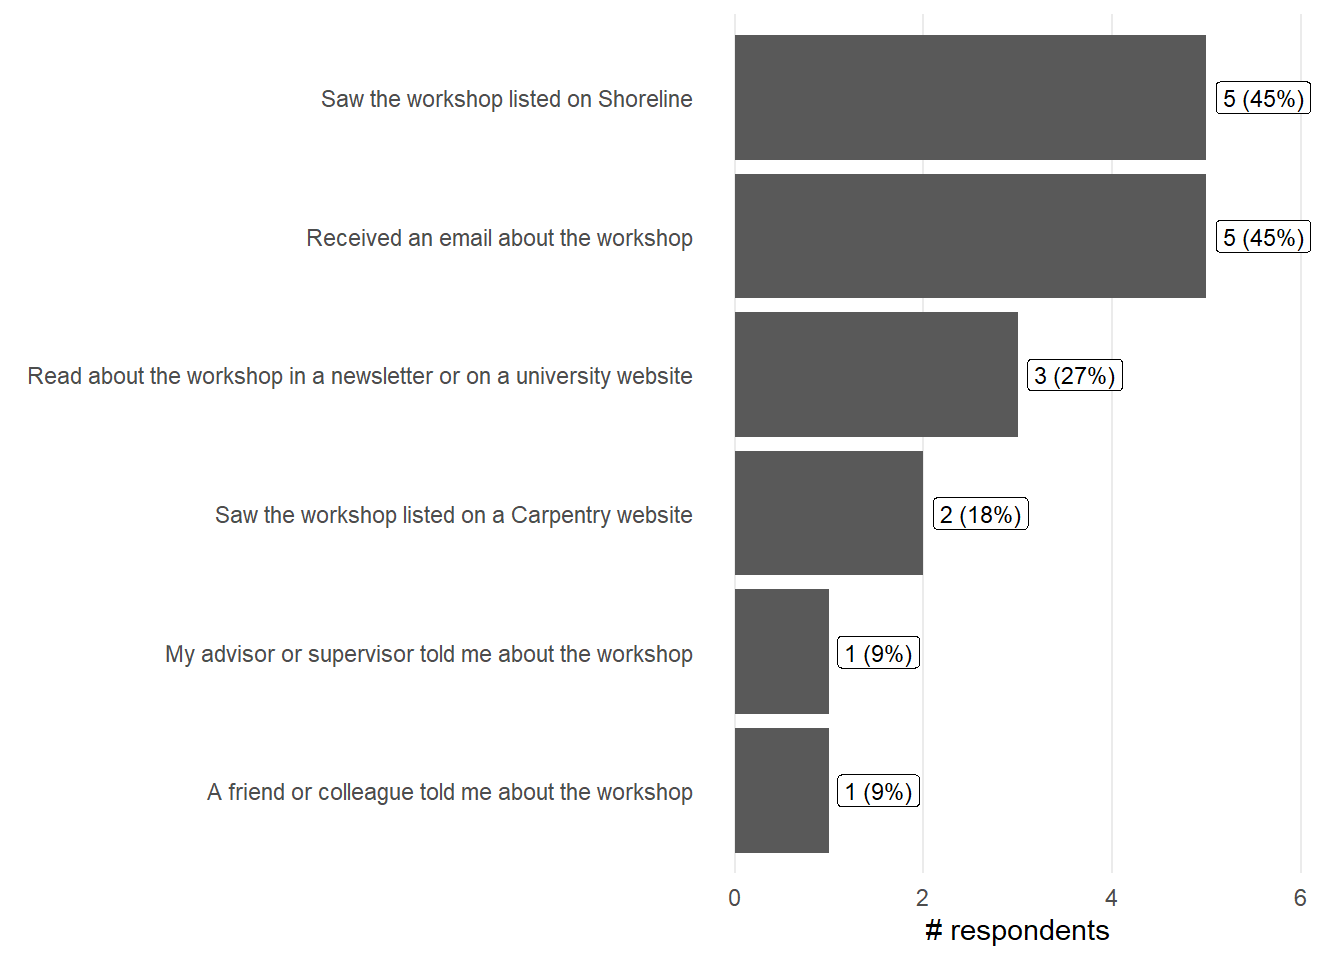 Saw the workshop listed on Shoreline
5 (45%)
Received an email about the workshop
5 (45%)
Read about the workshop in a newsletter or on a university website
3 (27%)
Saw the workshop listed on a Carpentry website
2 (18%)
My advisor or supervisor told me about the workshop
1 (9%)
A friend or colleague told me about the workshop
1 (9%)
0 2 4 6
# respondents